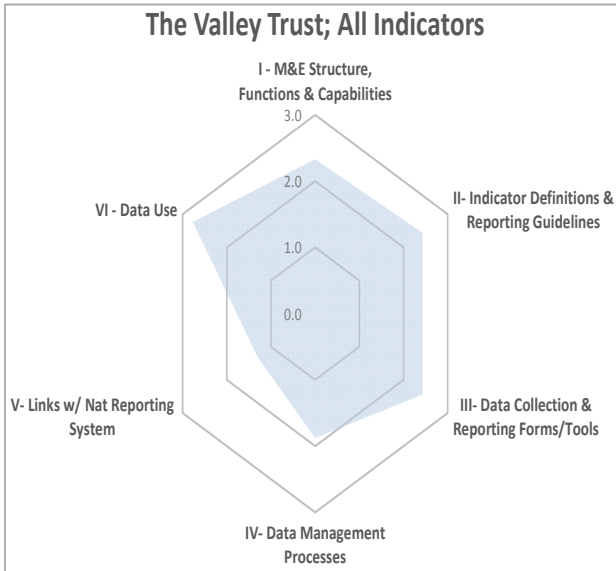 The Valley Trust; All Indicators
I - M&E Structure,
Functions & Capabilities
3.0
2.0
1.0
0.0
II- Indicator Definitions &
Reporting Guidelines
III- Data Collection &
Reporting Forms/Tools
IV- Data Management
Processes
V- Links w/ Nat Reporting
System
VI - Data Use